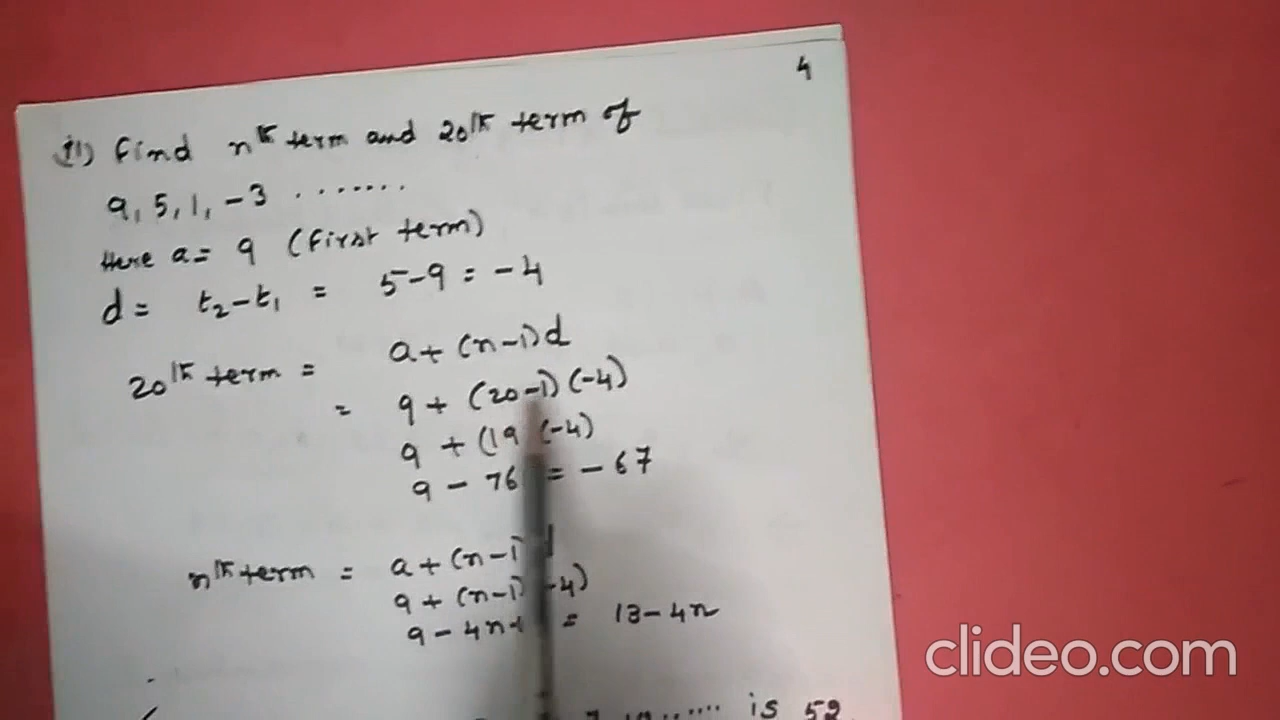 4
ii) Find nth term and 20th term of
9, 5, 1, -3 .......
Here a = 9 (First term)
d = t₂ - t₁ = 5-9 = -4
20th term = a + (n-1)d
= 9 + (20-1)(-4)
9 + (19 (-4)
9 - 76 = -67
nth term = a + (n-1)d
9 + (n-1) -4)
9 - 4n+ = 13-4n
clideo.com
..... is 52